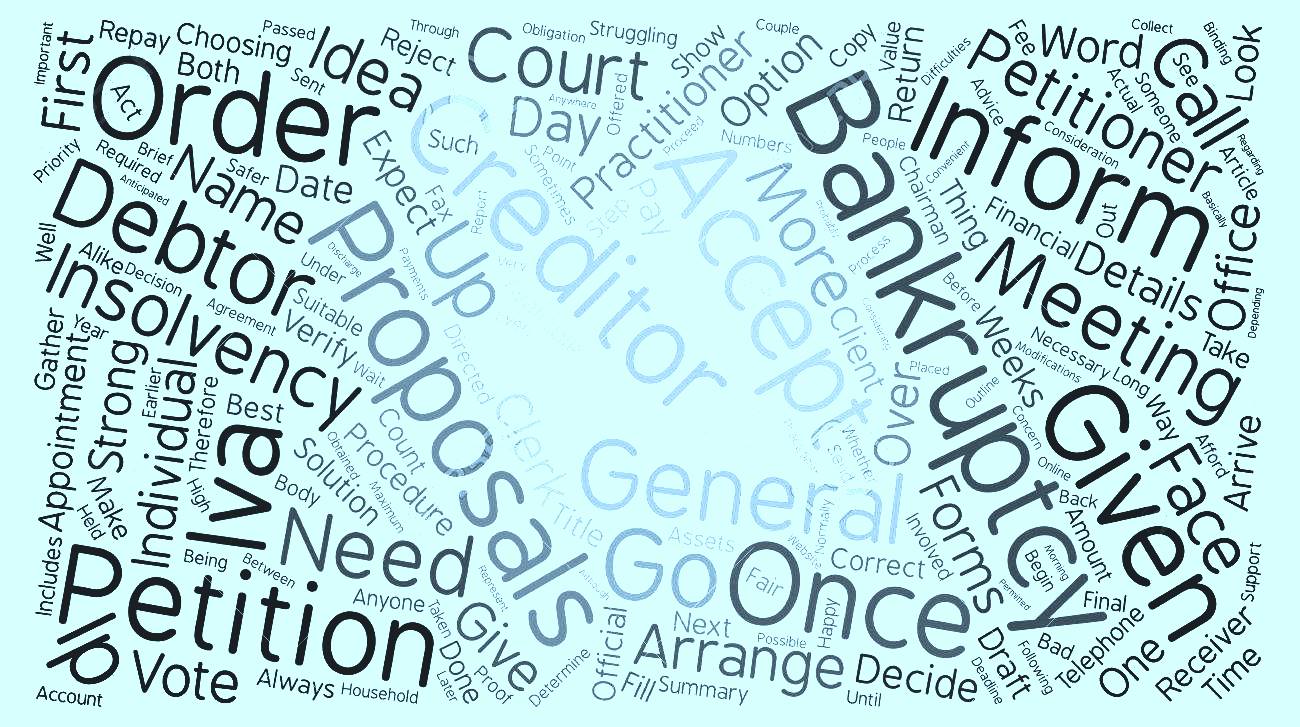 Important
First
Repay
Choosing
Passed
Idea
Reject
Through
Court
Obligation
Struggling
Show
Practitioner
Couple
Option
Copy
Value
Return
Difficulties
Fee
Word
Collect
Call
See
Binding
Look
Both
Sent
Order
Act
Day
Anywhere
Offered
Petitioner
Advice
Actual
Someone
Inform
Consideration
Regarding
Article
Priority
Required
Brief
Anticipated
Name
Safer
Date
Expect
Such
Creditor
Fax
Report
Sometimes
Point
Proceed
Numbers
Step
Pay
Accept
More
Bankruptcy
People
Chairman
Convenient
Thing
Financial
Out
Basically
Office
Well
Debtor
Alike
Decision
Agreement
Under
Discharge
Payments
Up
Very
Proposals
Suitable
Verify
Wait
Directed
Process
Client
Before
Weeks
Meeting
Details
Take
Depending
Insolvency
Year
Gather
Appointment
Strong
Earlier
Individual
Therefore
Best
Iva
Count
Procedure
Obtained
Maximum
Solution
Body
Clerk
Title
General
Whether
Send
Over
Placed
Outline
Necessary
Modifications
Long
Way
Concern
Online
Given
Face
Afford
Arrive
Make
Held
High
Includes
Being
Between
Need
Represent
Although
Assets
Go
Website
Normally
Once
Fair
Correct
Involved
Forms
Back
Amount
Morning
Begin
Permitted
Petition
Anyone
Taken
Give
Done
Later
Proof
Determine
Official
Next
Possible
Happy
Final
Bad
Telephone
One
Support
Receiver
Time
Ip
Vote
Account
Always
Household
Arrange
Fill
Summary
Decide
Until
Draft
Deadline
Following